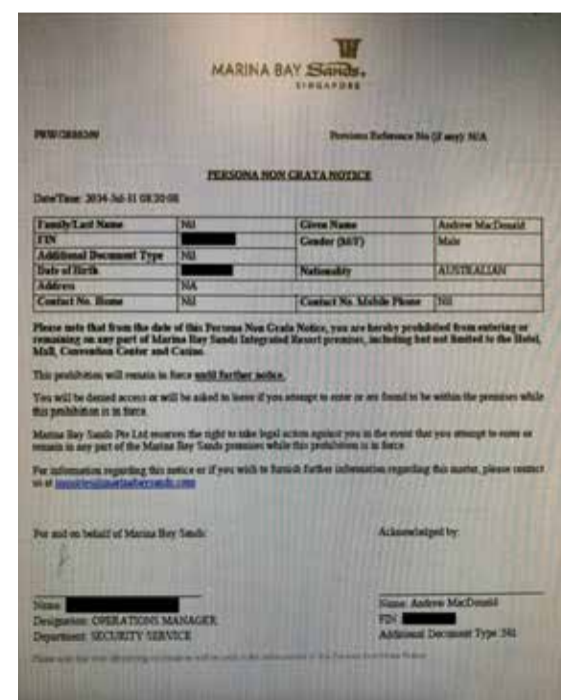 MARINA BAY Sands.
SINGAPORE
Previous Reference No (if any): N/A
PERSONA NON GRATA NOTICE
Date/Time:
Family/Last Name Nil Given Name Andrew MacDonald
FIN Gender (M/F) Male
Additional Document Type Nil
Date of Birth Nationality AUSTRALIAN
Address NA
Contact No. Home Nil Contact No. Mobile Phone Nil
Please note that from the date of this Persona Non Grata Notice, you are hereby prohibited from entering or
remaining on any part of Marina Bay Sands Integrated Resort premises, including but not limited to the Hotel,
Mall, Convention Center and Casino.
This prohibition will remain in force until further notice.
You will be denied access or will be asked to leave if you attempt to enter or are found to be within the premises while
this prohibition is in force.
Marina Bay Sands Pte Ltd reserves the right to take legal action against you in the event that you attempt to enter or
remain in any part of the Marina Bay Sands premises while this prohibition is in force.
For information regarding this notice or if you wish to furnish further information regarding this matter, please contact
us at
For and on behalf of Marina Bay Sands: Acknowledged by:
Name: Name: Andrew MacDonald
Designation: OPERATIONS MANAGER FIN:
Department: SECURITY SERVICE Additional Document Type: Nil